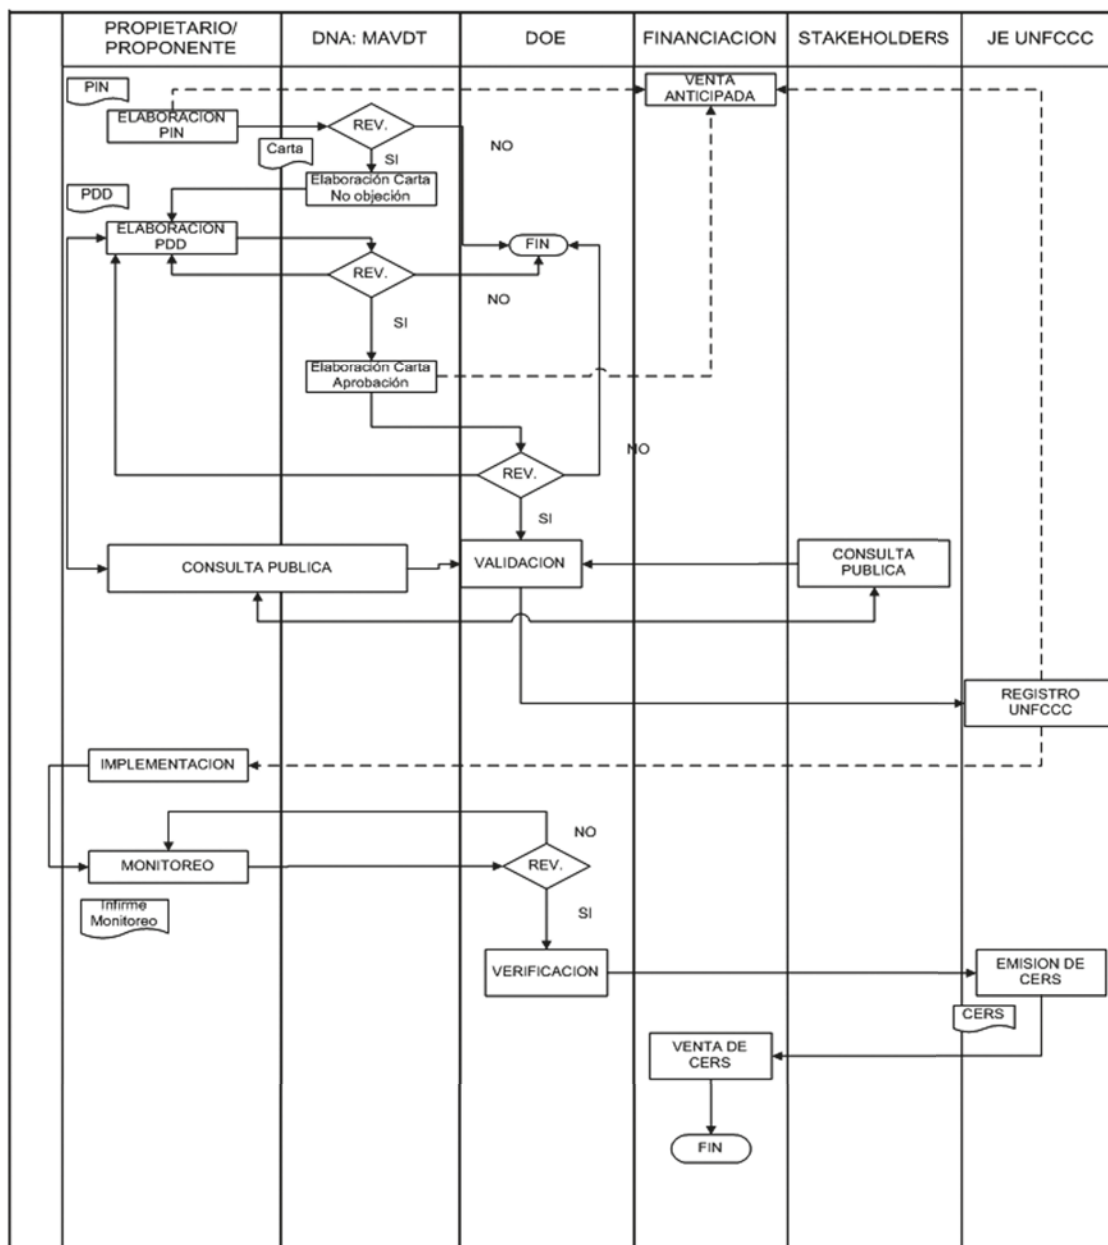 PROPIETARIO/
PROPONENTE
DNA: MAVDT
DOE
FINANCIACION
STAKEHOLDERS
JE UNFCCC
PIN
VENTA
ANTICIPADA
ELABORACION
PIN
REV.
NO
Carta
SI
Elaboración Carta
No objeción
PDD
ELABORACION
PDD
FIN
REV.
NO
SI
Elaboración Carta
Aprobación
NO
REV.
SI
CONSULTA PUBLICA
VALIDACION
CONSULTA
PUBLICA
REGISTRO
UNFCCC
IMPLEMENTACION
NO
MONITOREO
REV.
Infirme
Monitoreo
SI
VERIFICACION
EMISION DE
CERS
CERS
VENTA DE
CERS
FIN